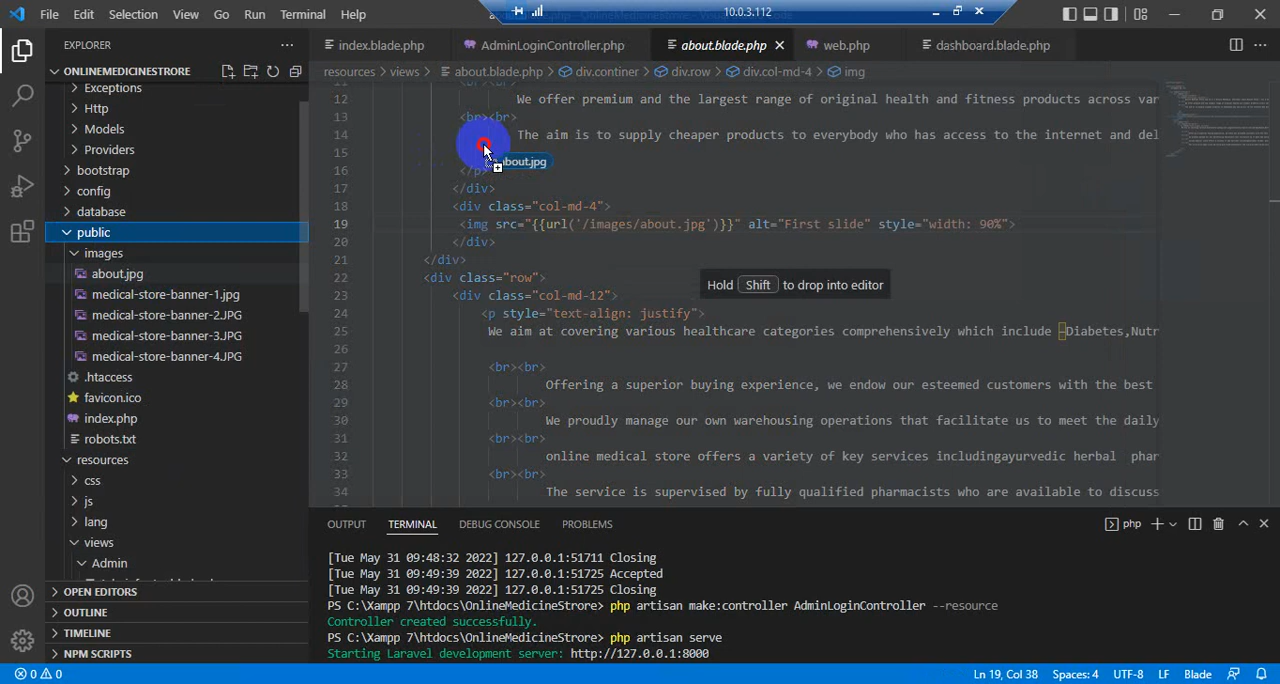 File Edit Selection View Go Run Terminal Help
10.0.3.112
EXPLORER
index.blade.php AdminLoginController.php about.blade.php web.php dashboard.blade.php
ONLINEMEDICINESTRORE
resources > views > about.blade.php > div.continer > div.row > div.col-md-4 > img
Exceptions
Http
Models
Providers
bootstrap
config
database
public
images
about.jpg
medical-store-banner-1.jpg
medical-store-banner-2.JPG
medical-store-banner-3.JPG
medical-store-banner-4.JPG
.htaccess
favicon.ico
index.php
robots.txt
resources
css
js
lang
views
Admin
OPEN EDITORS
OUTLINE
TIMELINE
NPM SCRIPTS
12 We offer premium and the largest range of original health and fitness products across var
13 <br><br>
14 The aim is to supply cheaper products to everybody who has access to the internet and del
15
about.jpg
16 </p>
17 </div>
18 <div class="col-md-4">
19 <img src="{{url('/images/about.jpg')}}" alt="First slide" style="width: 90%">
20 </div>
21 </div>
22 <div class="row">
Hold Shift to drop into editor
23 <div class="col-md-12">
24 <p style="text-align: justify">
25 We aim at covering various healthcare categories comprehensively which include –Diabetes,Nutr
26
27 <br><br>
28 Offering a superior buying experience, we endow our esteemed customers with the best
29 <br><br>
30 We proudly manage our own warehousing operations that facilitate us to meet the daily
31 <br><br>
32 online medical store offers a variety of key services includingayurvedic herbal phar
33 <br><br>
34 The service is supervised by fully qualified pharmacists who are available to discuss
OUTPUT TERMINAL DEBUG CONSOLE PROBLEMS
php
[Tue May 31 09:48:32 2022] 127.0.0.1:51711 Closing
[Tue May 31 09:49:39 2022] 127.0.0.1:51725 Accepted
[Tue May 31 09:49:39 2022] 127.0.0.1:51725 Closing
PS C:\Xampp 7\htdocs\OnlineMedicineStrore> php artisan make:controller AdminLoginController --resource
Controller created successfully.
PS C:\Xampp 7\htdocs\OnlineMedicineStrore> php artisan serve
Starting Laravel development server: http://127.0.0.1:8000
0 0
Ln 19, Col 38 Spaces: 4 UTF-8 LF Blade